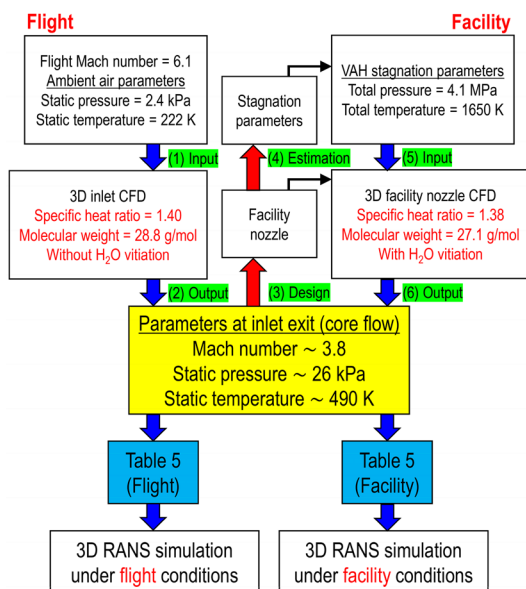 Flight
Facility
Flight Mach number = 6.1
Ambient air parameters
Static pressure = 2.4 kPa
Static temperature = 222 K
Stagnation
parameters
VAH stagnation parameters
Total pressure = 4.1 MPa
Total temperature = 1650 K
(1) Input
(4) Estimation
(5) Input
3D inlet CFD
Specific heat ratio = 1.40
Molecular weight = 28.8 g/mol
Without H₂O vitiation
Facility
nozzle
3D facility nozzle CFD
Specific heat ratio = 1.38
Molecular weight = 27.1 g/mol
With H₂O vitiation
(2) Output
(3) Design
(6) Output
Parameters at inlet exit (core flow)
Mach number ~ 3.8
Static pressure ~ 26 kPa
Static temperature ~ 490 K
Table 5
(Flight)
Table 5
(Facility)
3D RANS simulation
under flight conditions
3D RANS simulation
under facility conditions